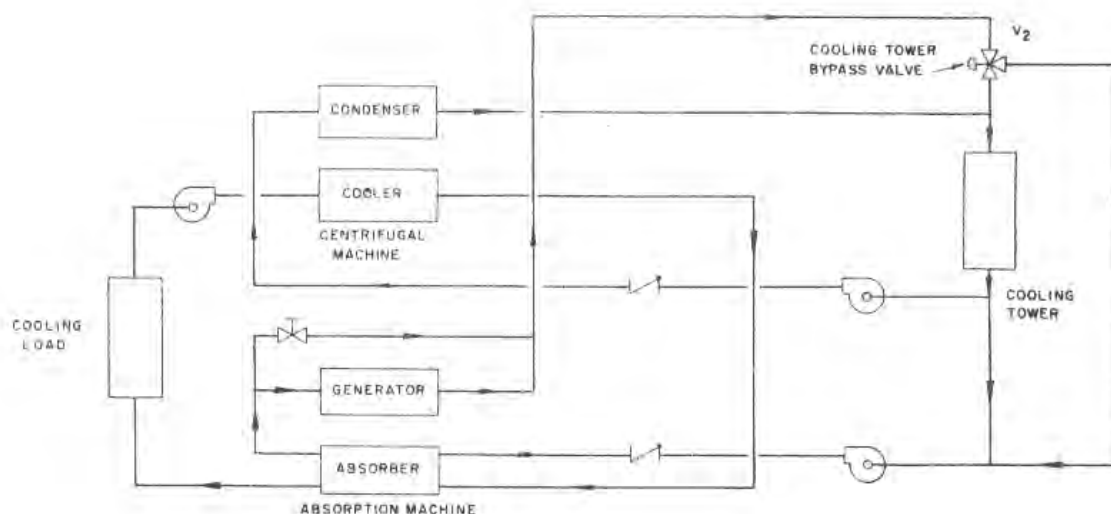 V2
COOLING TOWER
BYPASS VALVE
CONDENSER
COOLER
CENTRIFUGAL
MACHINE
COOLING
TOWER
COOLING
LOAD
GENERATOR
ABSORBER
ABSORPTION MACHINE